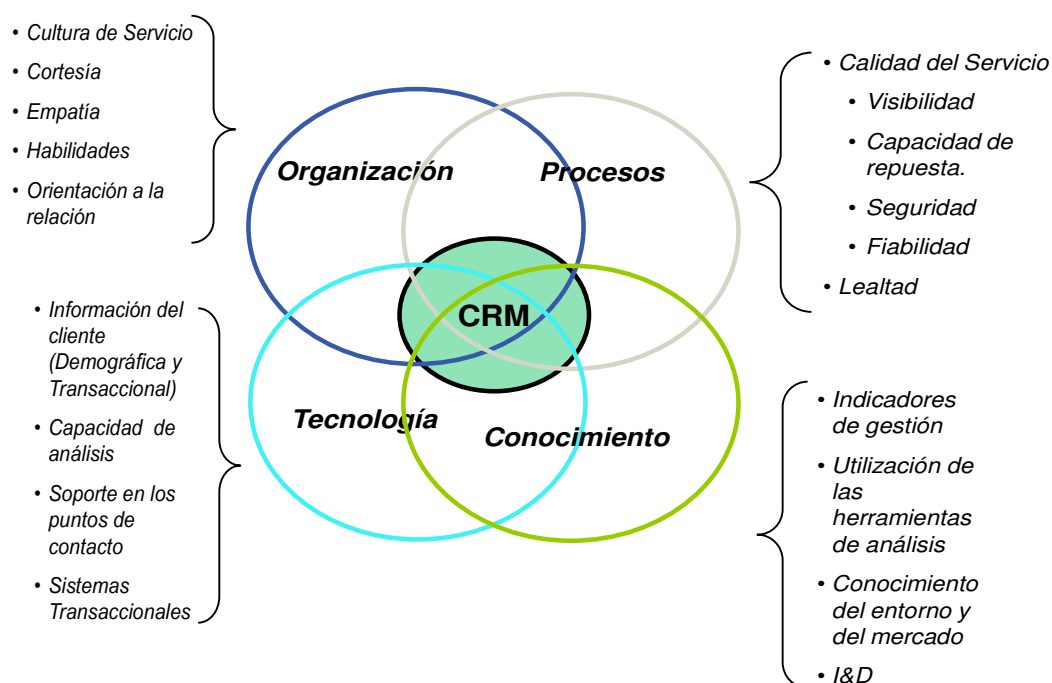 • Cultura de Servicio
• Cortesía
• Empatía
• Habilidades
• Orientación a la
relación
Organización
Procesos
• Calidad del Servicio
• Visibilidad
• Capacidad de
repuesta.
• Seguridad
• Fiabilidad
• Lealtad
CRM
• Información del
cliente
(Demográfica y
Transaccional)
• Capacidad de
análisis
• Soporte en los
puntos de
contacto
• Sistemas
Transaccionales
Tecnología
Conocimiento
• Indicadores
de gestión
• Utilización de
las
herramientas
de análisis
• Conocimiento
del entorno y
del mercado
• I&D